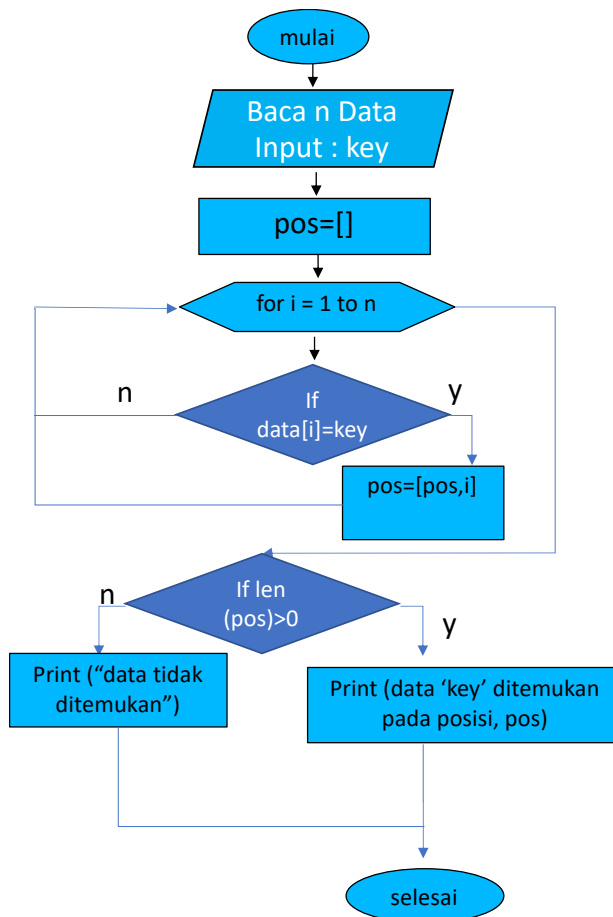 mulai
Baca n Data
Input : key
pos=[]
for i = 1 to n
n
If
data[i]=key
y
pos=[pos,i]
n
If len
(pos)>0
y
Print (“data tidak
ditemukan”)
Print (data ‘key’ ditemukan
pada posisi, pos)
selesai